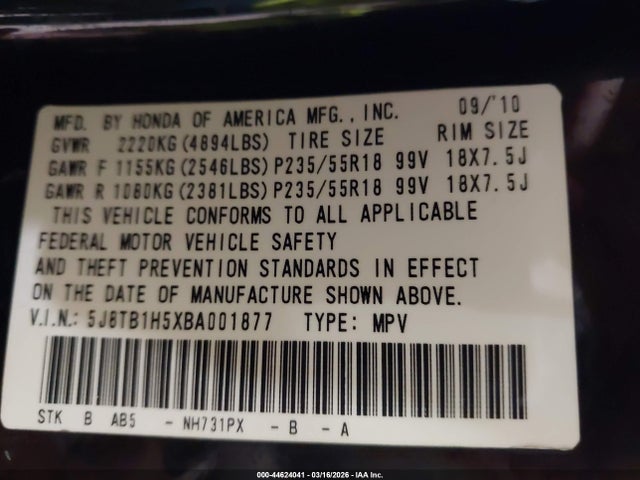 MFD. BY HONDA OF AMERICA MFG., INC. 09/'10
GVWR 2220KG(4894LBS) TIRE SIZE RIM SIZE
GAWR F 1155KG(2546LBS) P235/55R18 99V 18X7.5J
GAWR R 1080KG(2381LBS) P235/55R18 99V 18X7.5J
THIS VEHICLE CONFORMS TO ALL APPLICABLE
FEDERAL MOTOR VEHICLE SAFETY
AND THEFT PREVENTION STANDARDS IN EFFECT
ON THE DATE OF MANUFACTURE SHOWN ABOVE.
V.I.N.: 5J8TB1H5XBA001877 TYPE: MPV
STK B AB5 - NH731PX - B - A
000-44624041 - 03/16/2026 - IAA Inc.